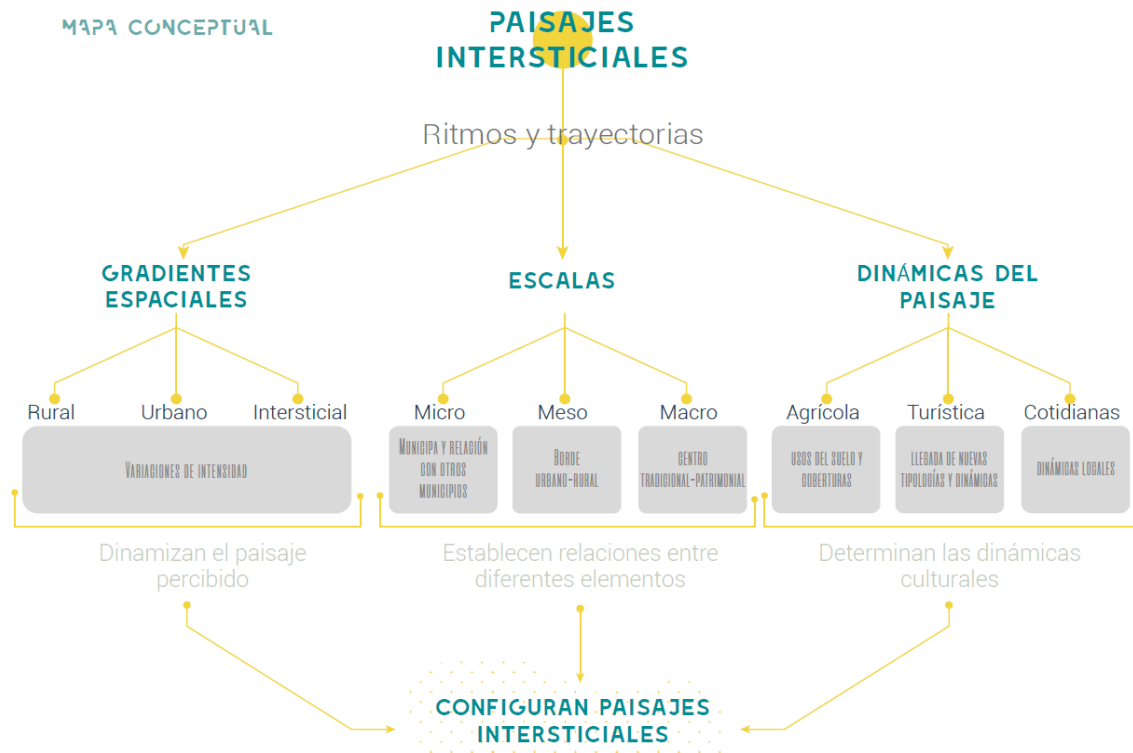 MAPA CONCEPTUAL
PAISAJES
INTERSTICIALES
Ritmos y trayectorias
GRADIENTES
ESPACIALES
ESCALAS
DINÁMICAS DEL
PAISAJE
Rural
Urbano
Intersticial
Micro
Meso
Macro
Agrícola
Turística
Cotidianas
VARIACIONES DE INTENSIDAD
MUNICIPA Y RELACIÓN
CON OTROS
MUNICIPIOS
BORDE
URBANO-RURAL
CENTRO
TRADICIONAL-PATRIMONIAL
USOS DEL SUELO Y
COBERTURAS
LLEGADA DE NUEVAS
TIPOLOGÍAS Y DINÁMICAS
DINÁMICAS LOCALES
Dinamizan el paisaje
percibido
Establecen relaciones entre
diferentes elementos
Determinan las dinámicas
culturales
CONFIGURAN PAISAJES
INTERSTICIALES